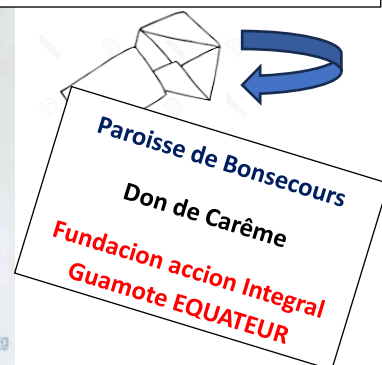 Paroisse de Bonsecours
Don de Carême
Fundacion accion Integral
Guamote EQUATEUR